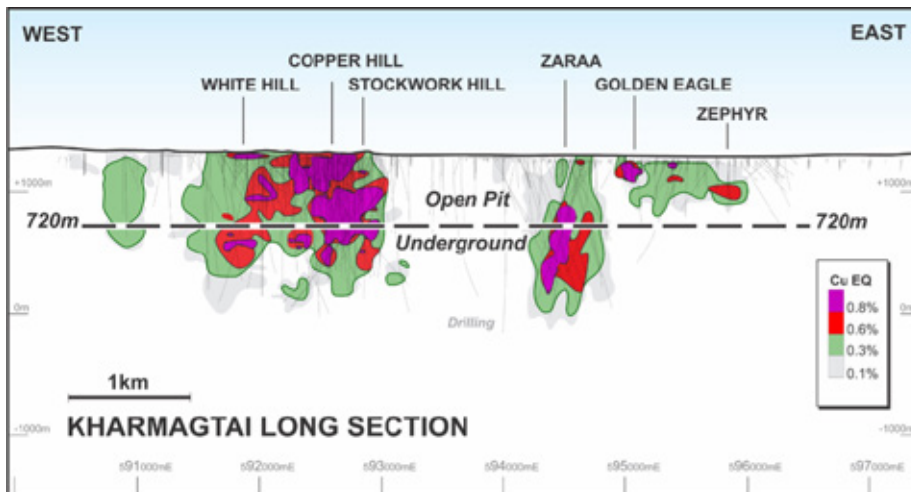 WEST
EAST
COPPER HILL
ZARAA
WHITE HILL
STOCKWORK HILL
GOLDEN EAGLE
ZEPHYR
+1000m
+1000m
Open Pit
720m
720m
Underground
Cu EQ
0.8%
0.6%
0.3%
0.1%
0m
Drilling
0m
1km
KHARMAGTAI LONG SECTION
-1000m
-1000m
591000mE
592000mE
593000mE
594000mE
595000mE
596000mE
597000mE